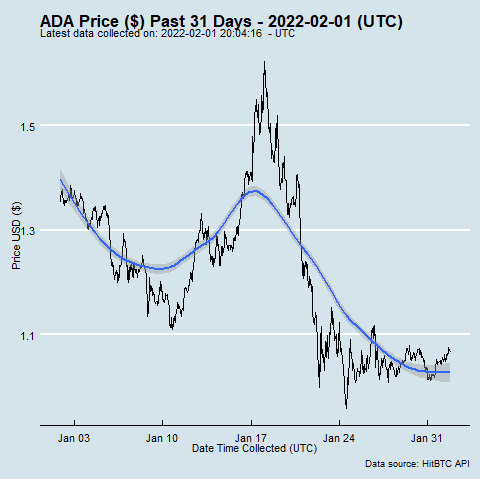 ADA Price ($) Past 31 Days - 2022-02-01 (UTC)
Latest data collected on: 2022-02-01 20:04:16 - UTC
1.5
1.3
1.1
Price USD ($)
Jan 03 Jan 10 Jan 17 Jan 24 Jan 31
Date Time Collected (UTC)
Data source: HitBTC API